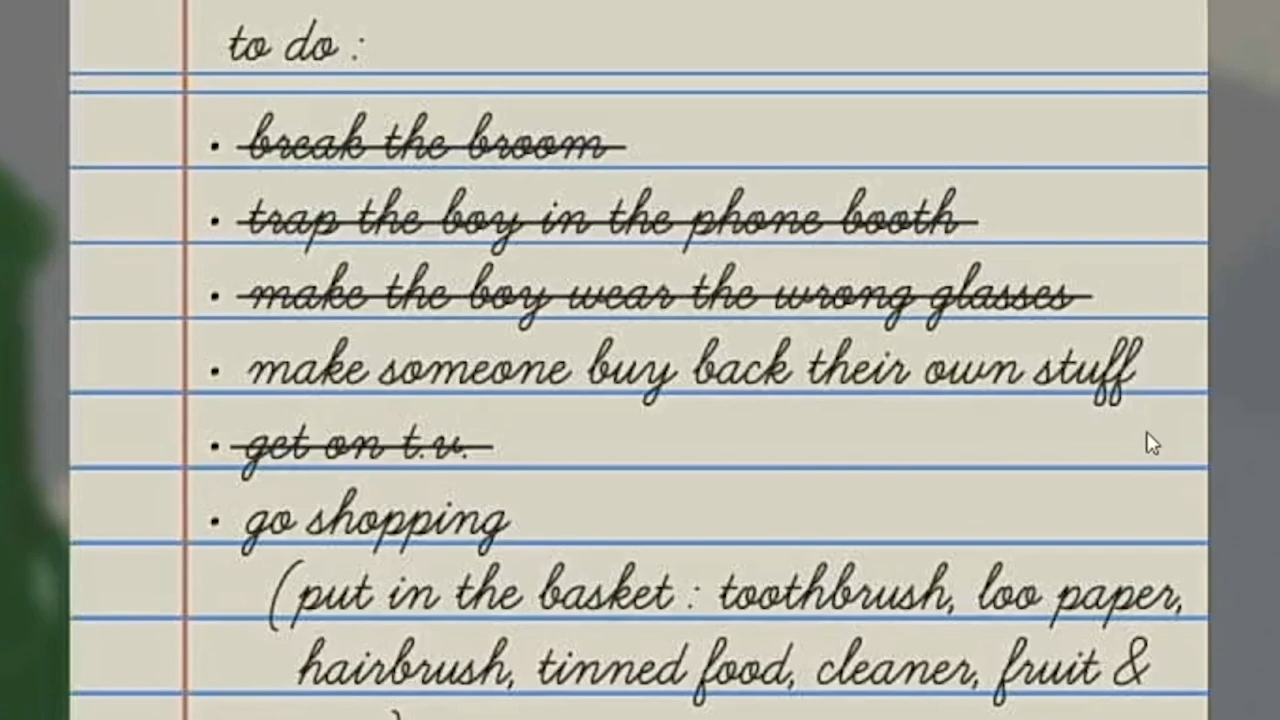 to do :
• break the broom
• trap the boy in the phone booth
• make the boy wear the wrong glasses
• make someone buy back their own stuff
• get on t.v.
• go shopping
(put in the basket : toothbrush, loo paper,
hairbrush, tinned food, cleaner, fruit &